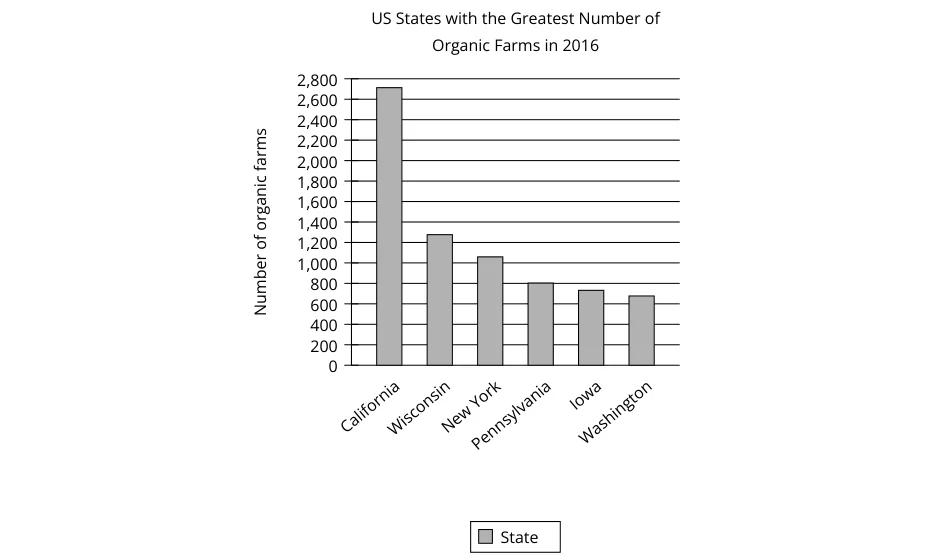 US States with the Greatest Number of
Organic Farms in 2016
Number of organic farms
2,800
2,600
2,400
2,200
2,000
1,800
1,600
1,400
1,200
1,000
800
600
400
200
0
California
Wisconsin
New York
Pennsylvania
Iowa
Washington
State